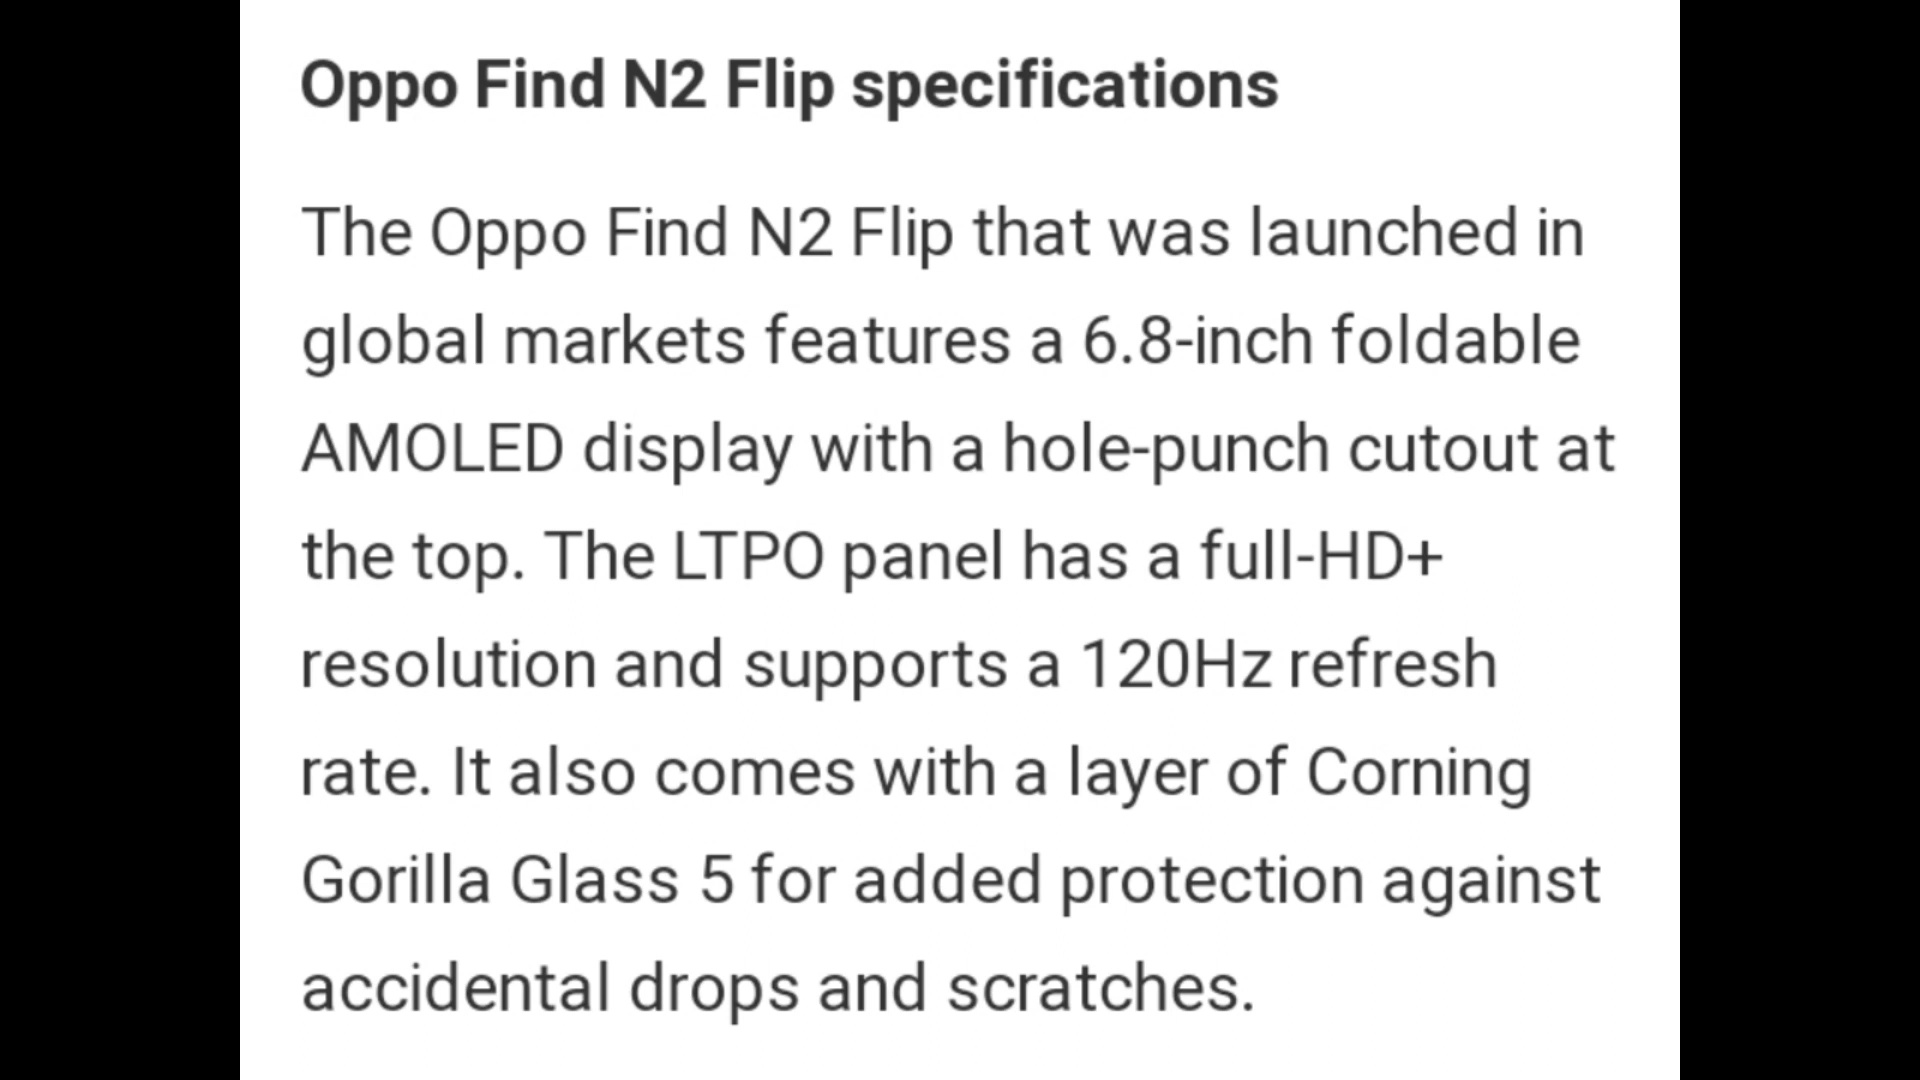 Oppo Find N2 Flip specifications
The Oppo Find N2 Flip that was launched in
global markets features a 6.8-inch foldable
AMOLED display with a hole-punch cutout at
the top. The LTPO panel has a full-HD+
resolution and supports a 120Hz refresh
rate. It also comes with a layer of Corning
Gorilla Glass 5 for added protection against
accidental drops and scratches.